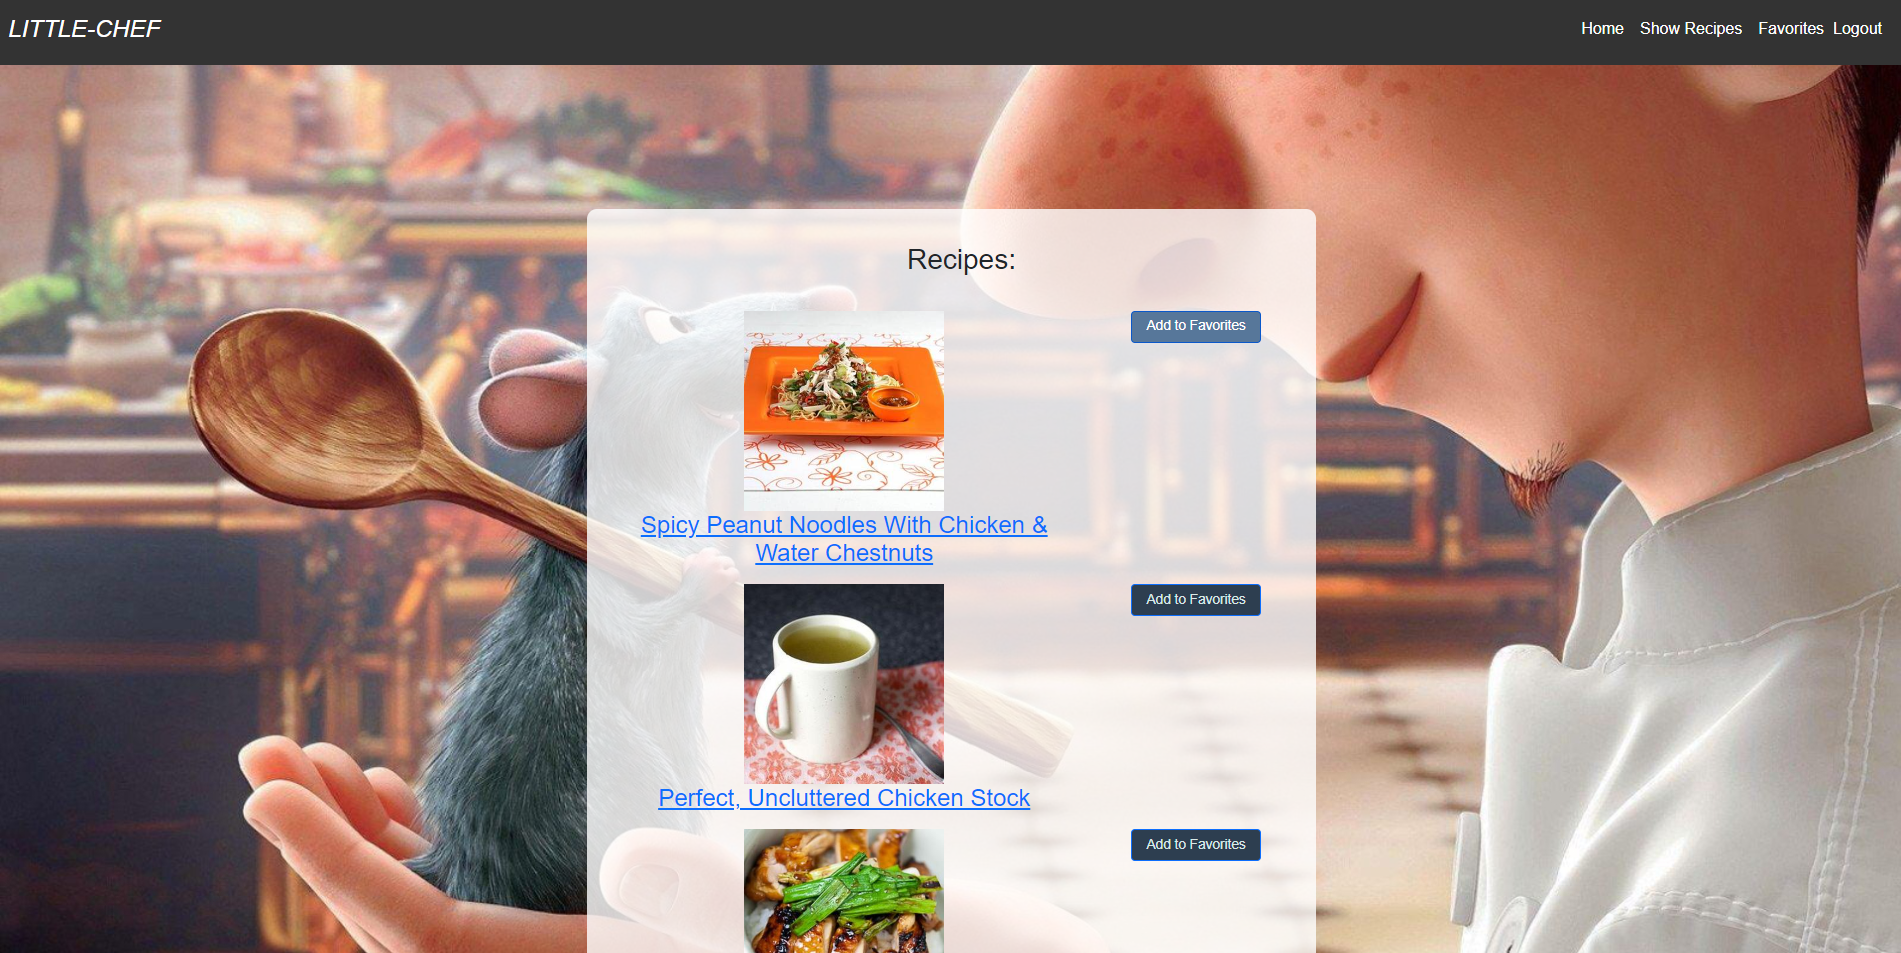 LITTLE-CHEF
Home Show Recipes Favorites Logout
Recipes:
Add to Favorites
Spicy Peanut Noodles With Chicken &
Water Chestnuts
Add to Favorites
Perfect, Uncluttered Chicken Stock
Add to Favorites